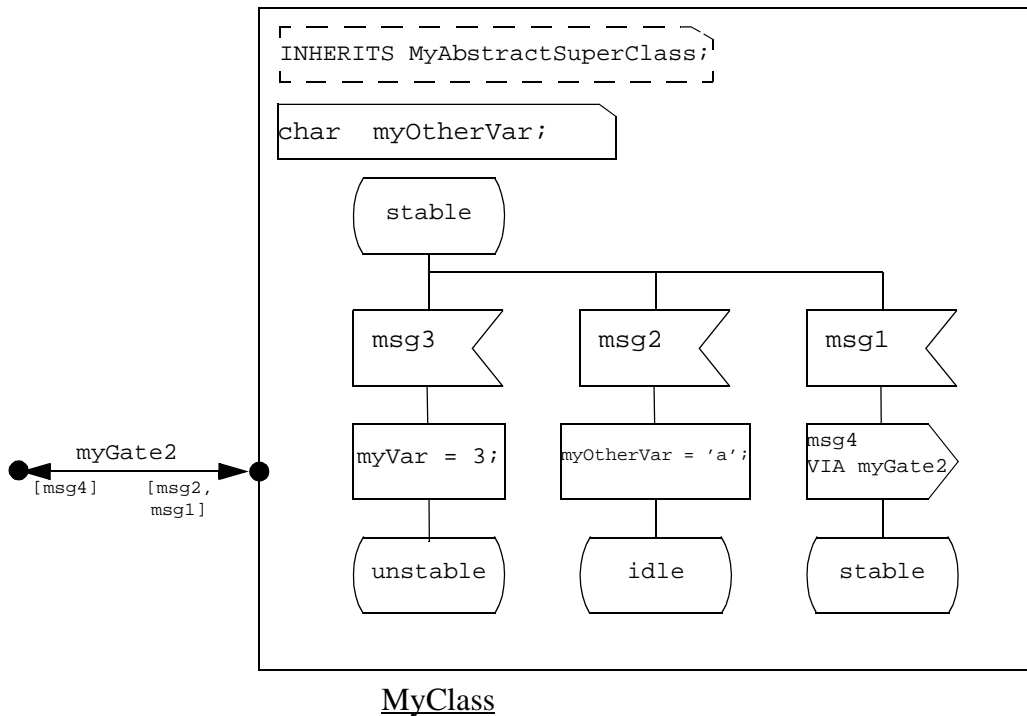 INHERITS MyAbstractSuperClass;
char myOtherVar;
stable
msg3
msg2
msg1
myGate2
[msg4]
[msg2,
msg1]
myVar = 3;
myOtherVar = 'a';
msg4
VIA myGate2
unstable
idle
stable
MyClass